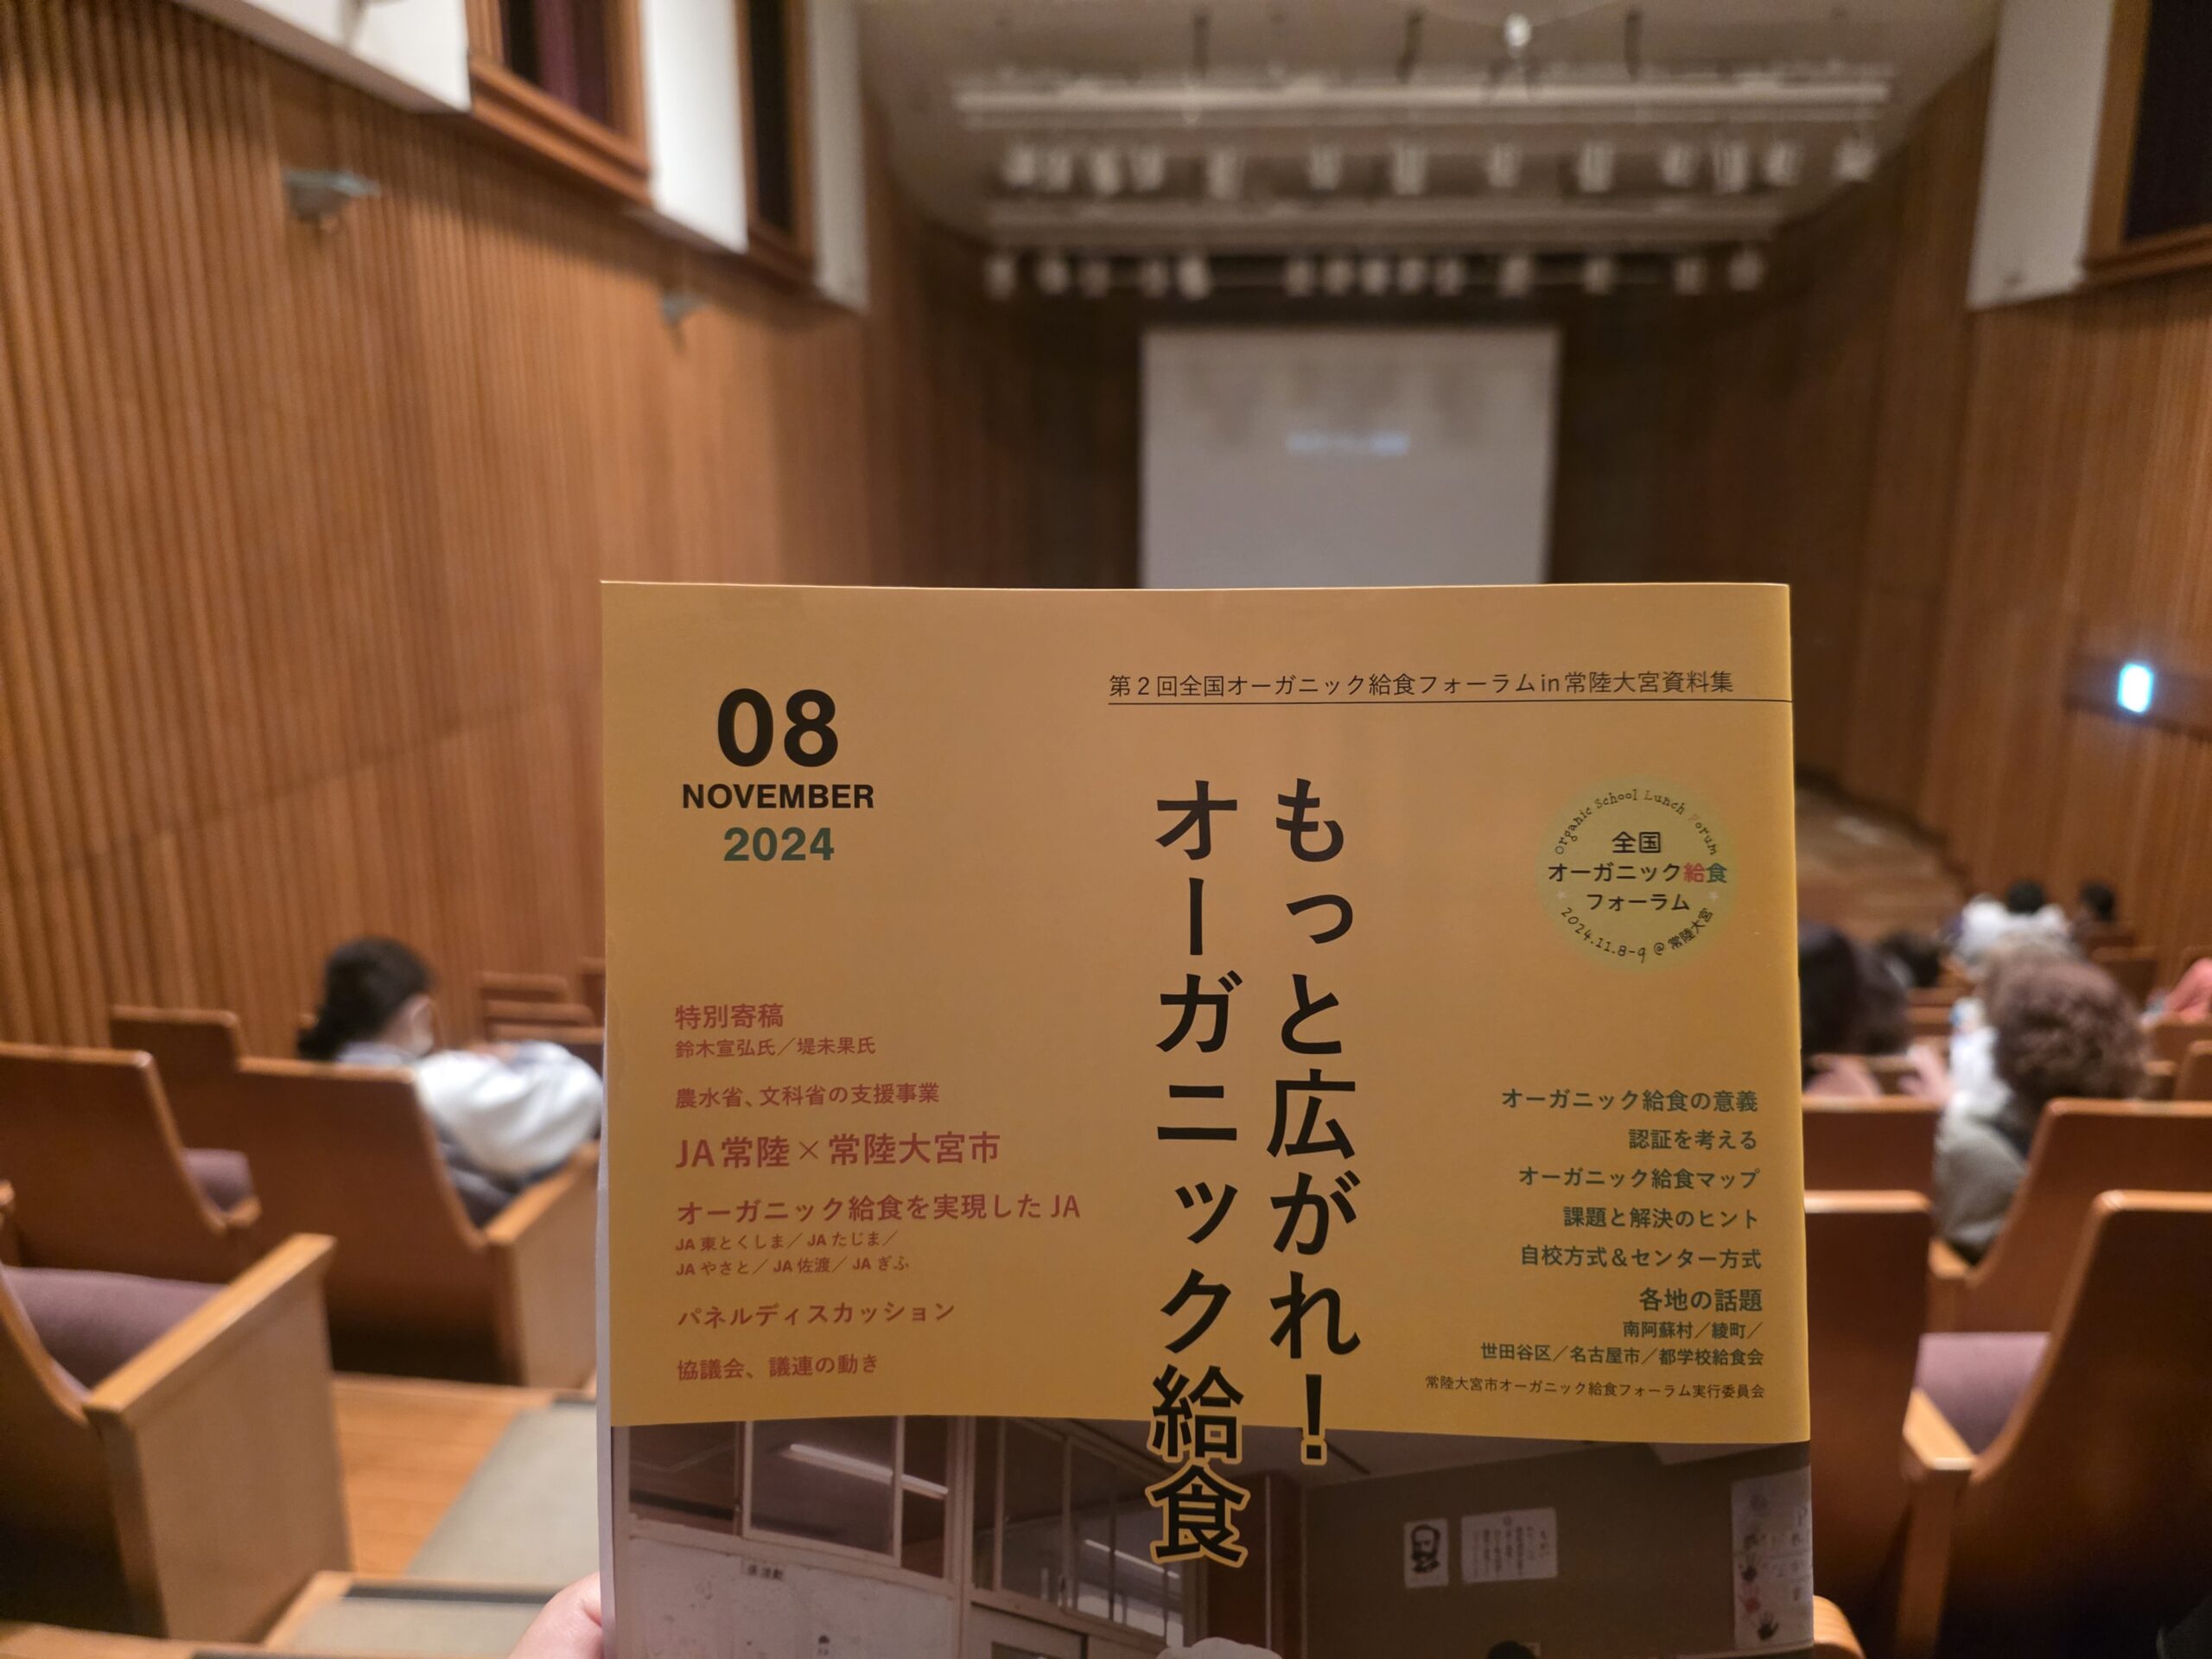 第2回全国オーガニック給食フォーラムin常陸大宮資料集
08
NOVEMBER
2024
もっと広がれ！
オーガニック給食
Organic School Lunch Forum
全国
オーガニック給食
フォーラム
2024.11.8-9 @ 常陸大宮
特別寄稿
鈴木宣弘氏／堤未果氏
農水省、文科省の支援事業
JA常陸×常陸大宮市
オーガニック給食を実現したJA
JA東とくしま／JAたじま／
JAやさと／JA佐渡／JAぎふ
パネルディスカッション
協議会、議連の動き
オーガニック給食の意義
認証を考える
オーガニック給食マップ
課題と解決のヒント
自校方式＆センター方式
各地の話題
南阿蘇村／綾町／
世田谷区／名古屋市／都学校給食会
常陸大宮市オーガニック給食フォーラム実行委員会